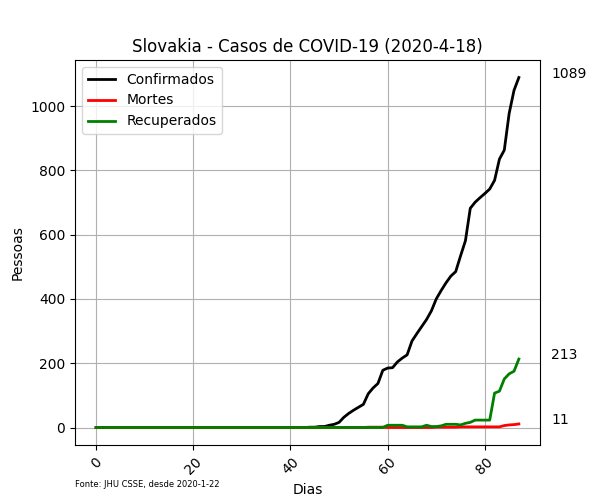 Slovakia - Casos de COVID-19 (2020-4-18)
Confirmados
Mortes
Recuperados
1089
213
11
Pessoas
1000
800
600
400
200
0
0
20
40
60
80
Dias
Fonte: JHU CSSE, desde 2020-1-22